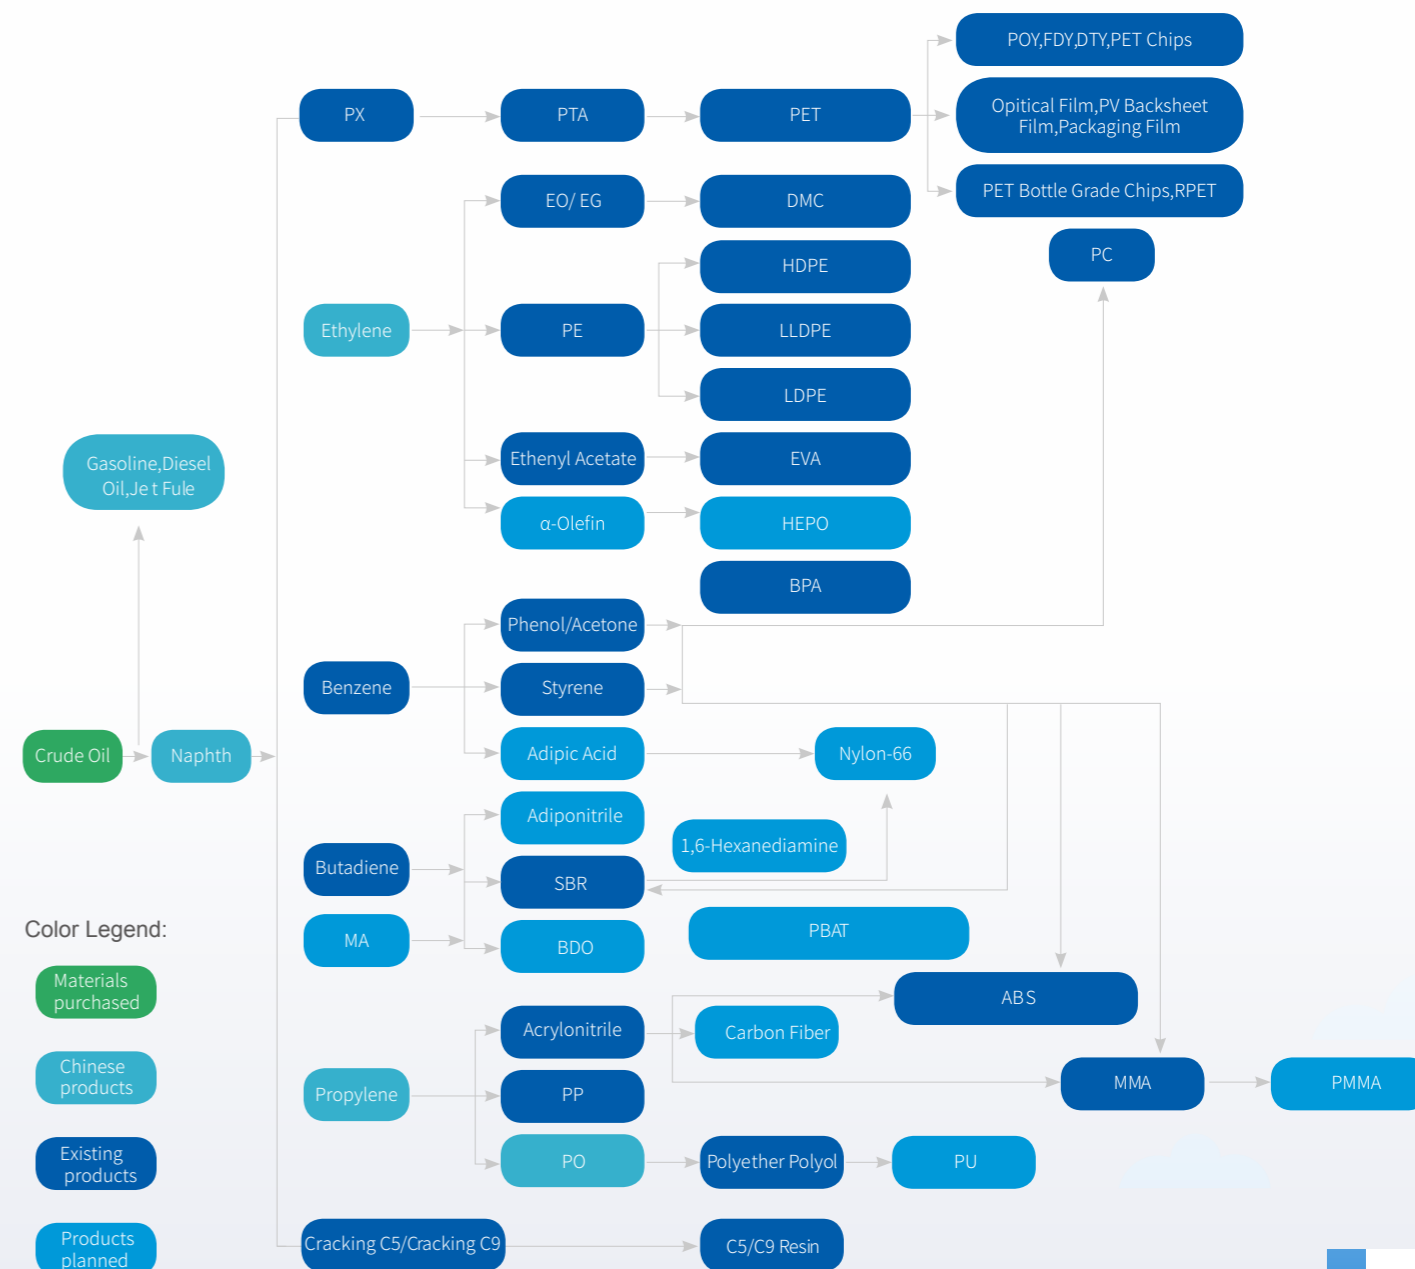 POY,FDY,DTY,PET Chips
PX
PTA
PET
Opitical Film,PV Backsheet
Film,Packaging Film
EO/ EG
DMC
PET Bottle Grade Chips,RPET
HDPE
PC
Ethylene
PE
LLDPE
LDPE
Gasoline,Diesel
Oil,Je t Fule
Ethenyl Acetate
EVA
α-Olefin
HEPO
BPA
Phenol/Acetone
Benzene
Styrene
Crude Oil
Naphth
Adipic Acid
Nylon-66
Adiponitrile
1,6-Hexanediamine
Butadiene
SBR
MA
BDO
PBAT
Color Legend:
Materials
purchased
ABS
Acrylonitrile
Carbon Fiber
Chinese
products
Propylene
PP
MMA
PMMA
Existing
products
PO
Polyether Polyol
PU
Products
planned
Cracking C5/Cracking C9
C5/C9 Resin